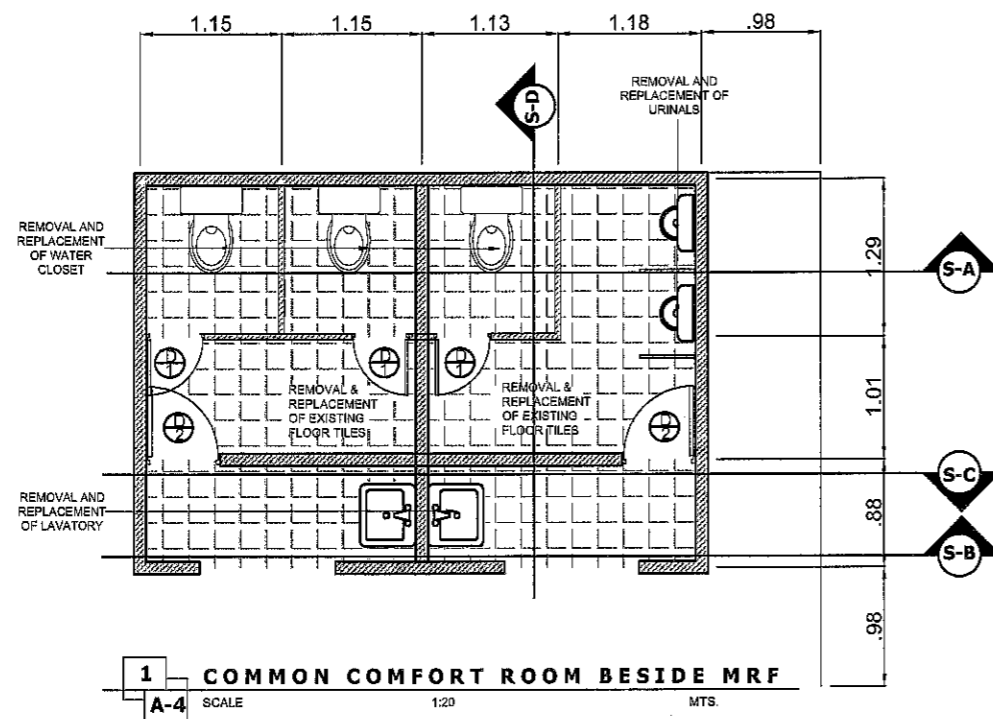 1.15 1.15 1.13 1.18 .98
REMOVAL AND
REPLACEMENT OF
URINALS
S-D
REMOVAL AND
REPLACEMENT
OF WATER
CLOSET
1.29
S-A
D
1
D
1
D
1
1.01
REMOVAL &
REPLACEMENT
OF EXISTING
FLOOR TILES
REMOVAL &
REPLACEMENT
OF EXISTING
FLOOR TILES
D
2
D
2
S-C
REMOVAL AND
REPLACEMENT
OF LAVATORY
.88
S-B
.98
1
A-4
COMMON COMFORT ROOM BESIDE MRF
SCALE 1:20 MTS.